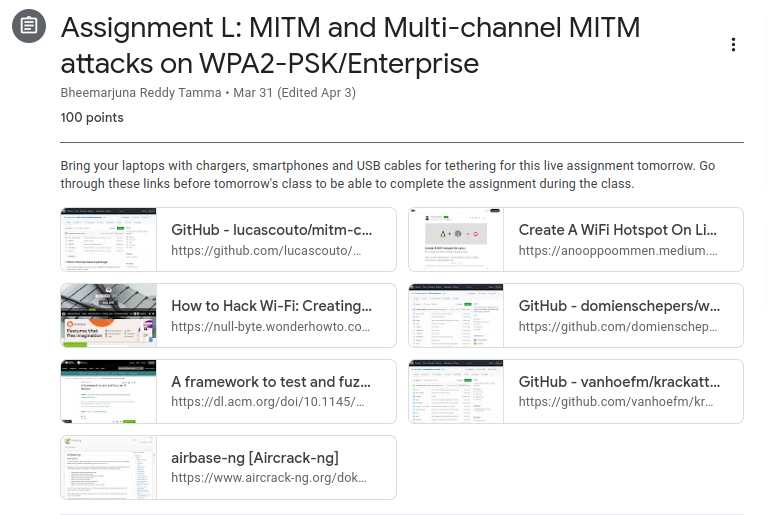 Assignment L: MITM and Multi-channel MITM
attacks on WPA2-PSK/Enterprise
Bheemarjuna Reddy Tamma • Mar 31 (Edited Apr 3)
100 points
Bring your laptops with chargers, smartphones and USB cables for tethering for this live assignment tomorrow. Go
through these links before tomorrow's class to be able to complete the assignment during the class.
GitHub - lucascouto/mitm-c...
https://github.com/lucascouto/...
Create A WiFi Hotspot On Li...
https://anooppoommen.medium....
How to Hack Wi-Fi: Creating...
https://null-byte.wonderhowto.co...
GitHub - domienschepers/w...
https://github.com/domienschep...
A framework to test and fuz...
https://dl.acm.org/doi/10.1145/...
GitHub - vanhoefm/krackatt...
https://github.com/vanhoefm/kr...
airbase-ng [Aircrack-ng]
https://www.aircrack-ng.org/dok...